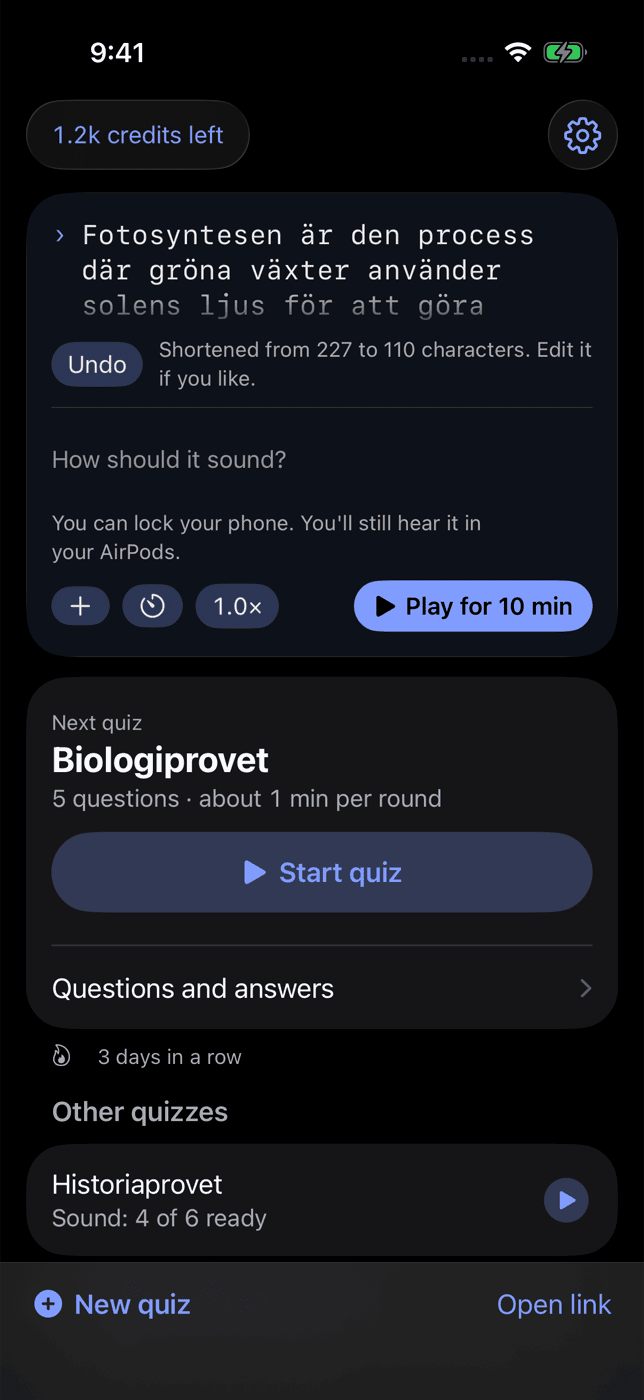 9:41
1.2k credits left
› Fotosyntesen är den process
där gröna växter använder
solens ljus för att göra
Undo
Shortened from 227 to 110 characters. Edit it
if you like.
How should it sound?
You can lock your phone. You'll still hear it in
your AirPods.
1.0×
Play for 10 min
Next quiz
Biologiprovet
5 questions · about 1 min per round
Start quiz
Questions and answers
3 days in a row
Other quizzes
Historiaprovet
Sound: 4 of 6 ready
New quiz
Open link